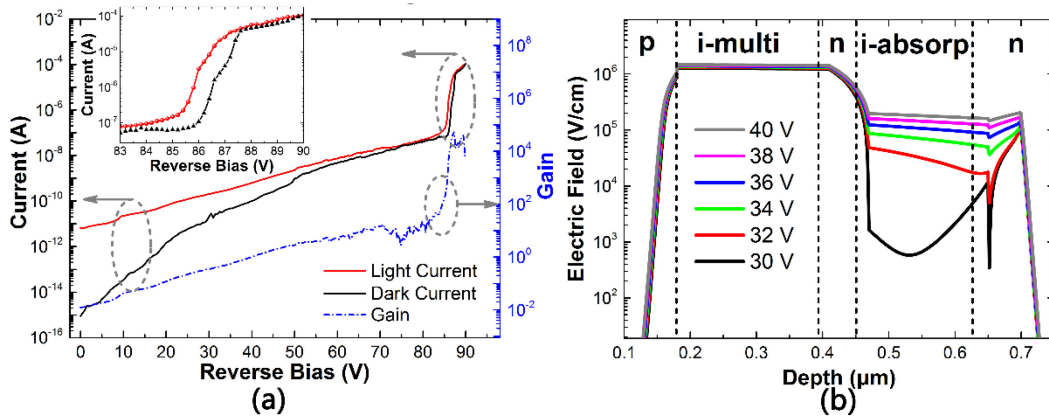 Current (A)
10-4
10-5
10-6
10-7
83 84 85 86 87 88 89 90
Reverse Bias (V)
Current (A)
10-4
10-6
10-8
10-10
10-12
10-14
10-16
108
106
104
102
100
10-2
Gain
Light Current
Dark Current
Gain
0 10 20 30 40 50 60 70 80 90
Reverse Bias (V)
(a)
p i-multi n i-absorp n
Electric Field (V/cm)
106
105
104
103
102
40 V
38 V
36 V
34 V
32 V
30 V
0.1 0.2 0.3 0.4 0.5 0.6 0.7
Depth (μm)
(b)